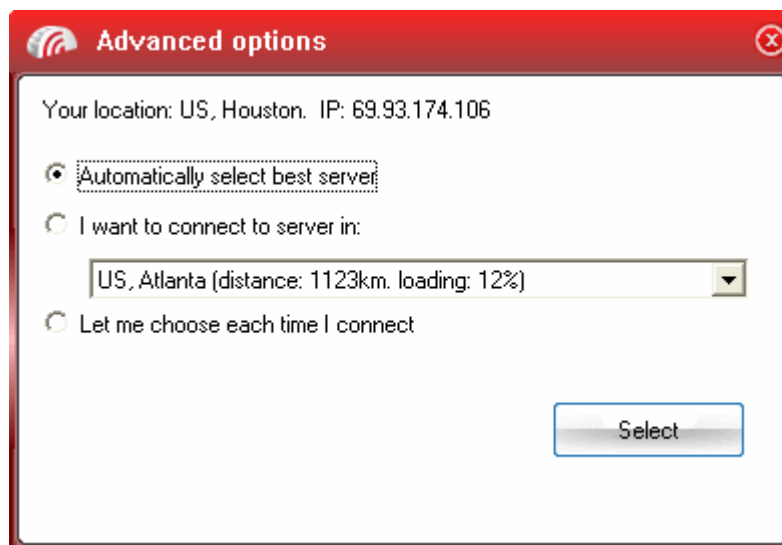 Advanced options
Your location: US, Houston.  IP: 69.93.174.106
Automatically select best server
I want to connect to server in:
US, Atlanta (distance: 1123km. loading: 12%)
Let me choose each time I connect
Select